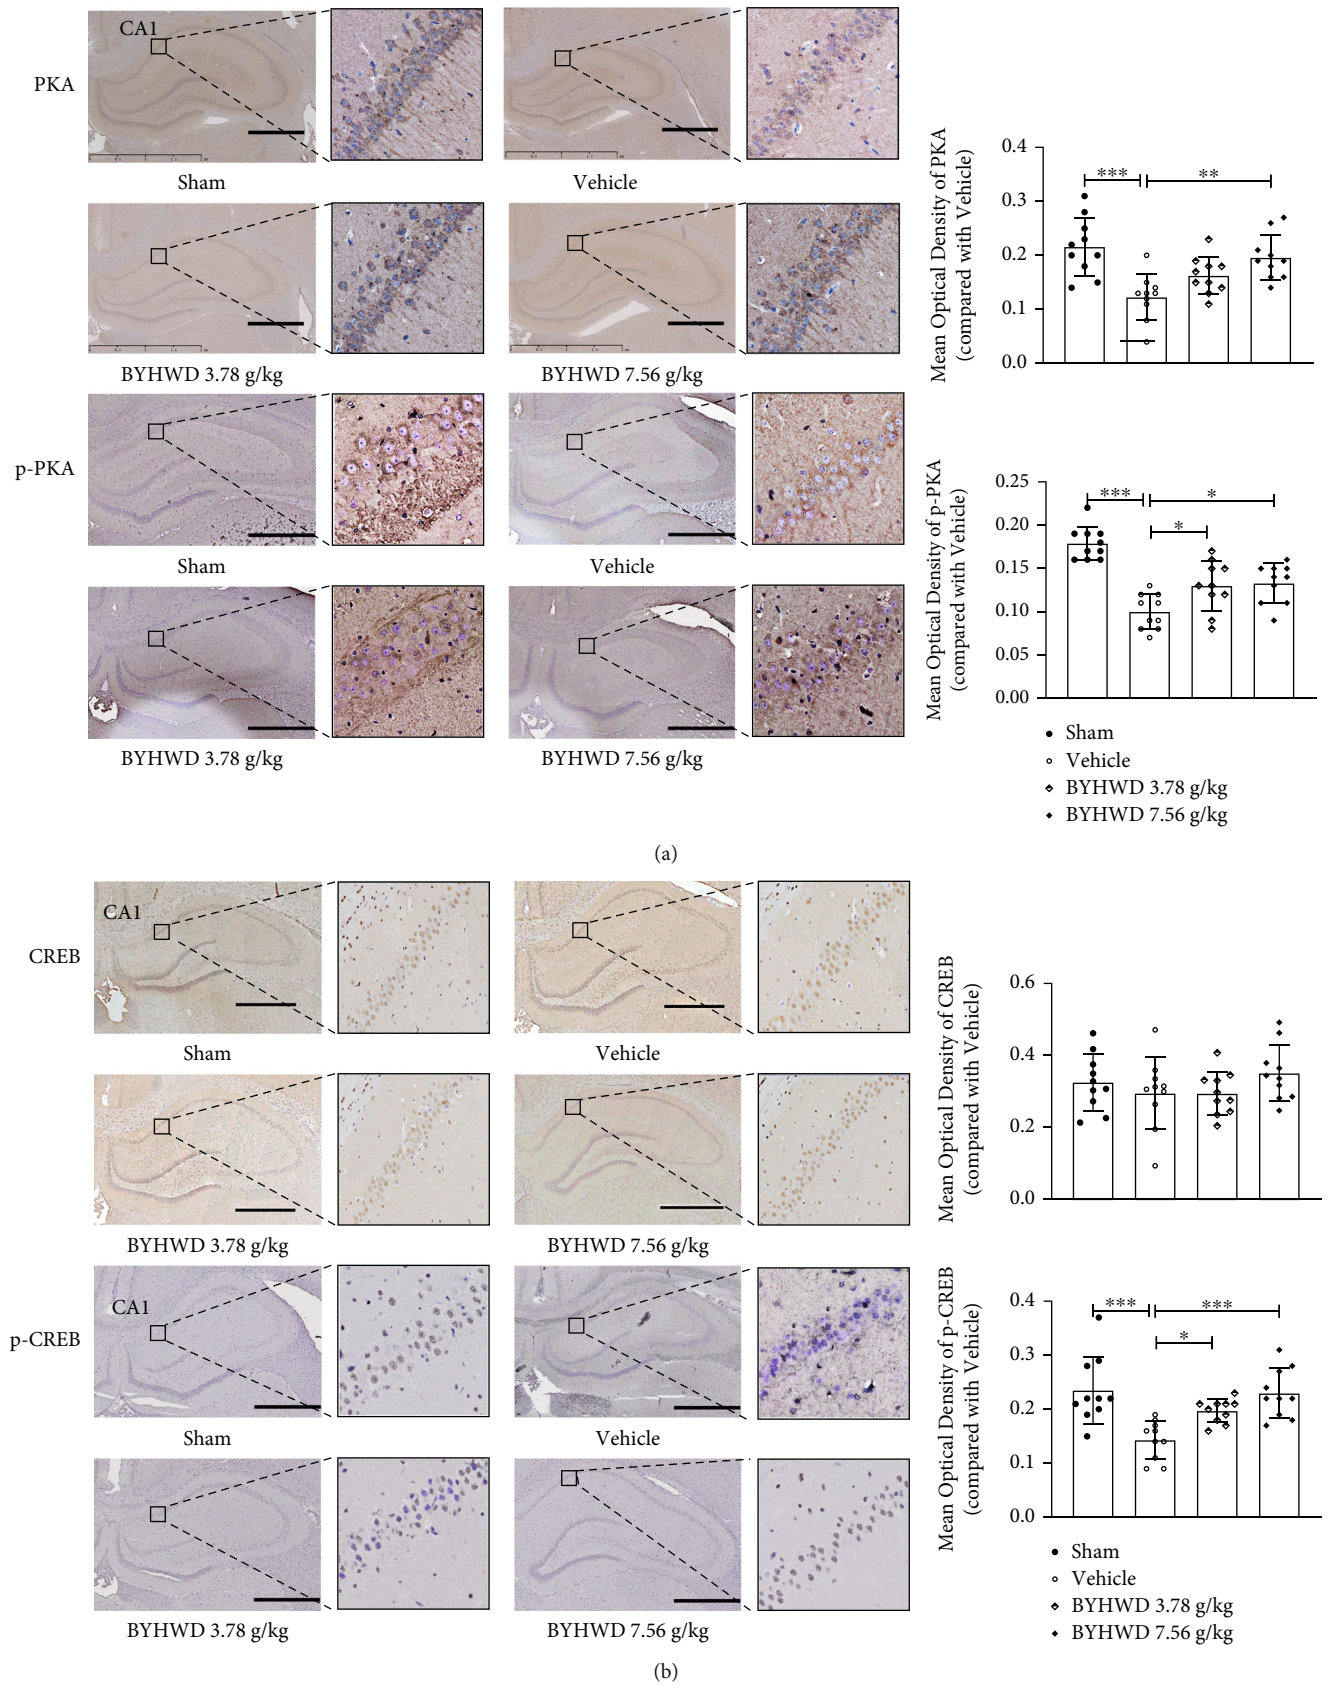 CA1
PKA
Sham
Vehicle
BYHWD 3.78 g/kg
BYHWD 7.56 g/kg
p-PKA
Sham
Vehicle
BYHWD 3.78 g/kg
BYHWD 7.56 g/kg
Mean Optical Density of PKA
(compared with Vehicle)
0.4
0.3
0.2
0.1
0.0
***
**
Mean Optical Density of p-PKA
(compared with Vehicle)
0.25
0.20
0.15
0.10
0.05
0.00
***
*
*
Sham
Vehicle
BYHWD 3.78 g/kg
BYHWD 7.56 g/kg
(a)
CA1
CREB
Sham
Vehicle
BYHWD 3.78 g/kg
BYHWD 7.56 g/kg
CA1
p-CREB
Sham
Vehicle
BYHWD 3.78 g/kg
BYHWD 7.56 g/kg
Mean Optical Density of CREB
(compared with Vehicle)
0.6
0.4
0.2
0.0
Mean Optical Density of p-CREB
(compared with Vehicle)
0.4
0.3
0.2
0.1
0.0
***
***
*
Sham
Vehicle
BYHWD 3.78 g/kg
BYHWD 7.56 g/kg
(b)